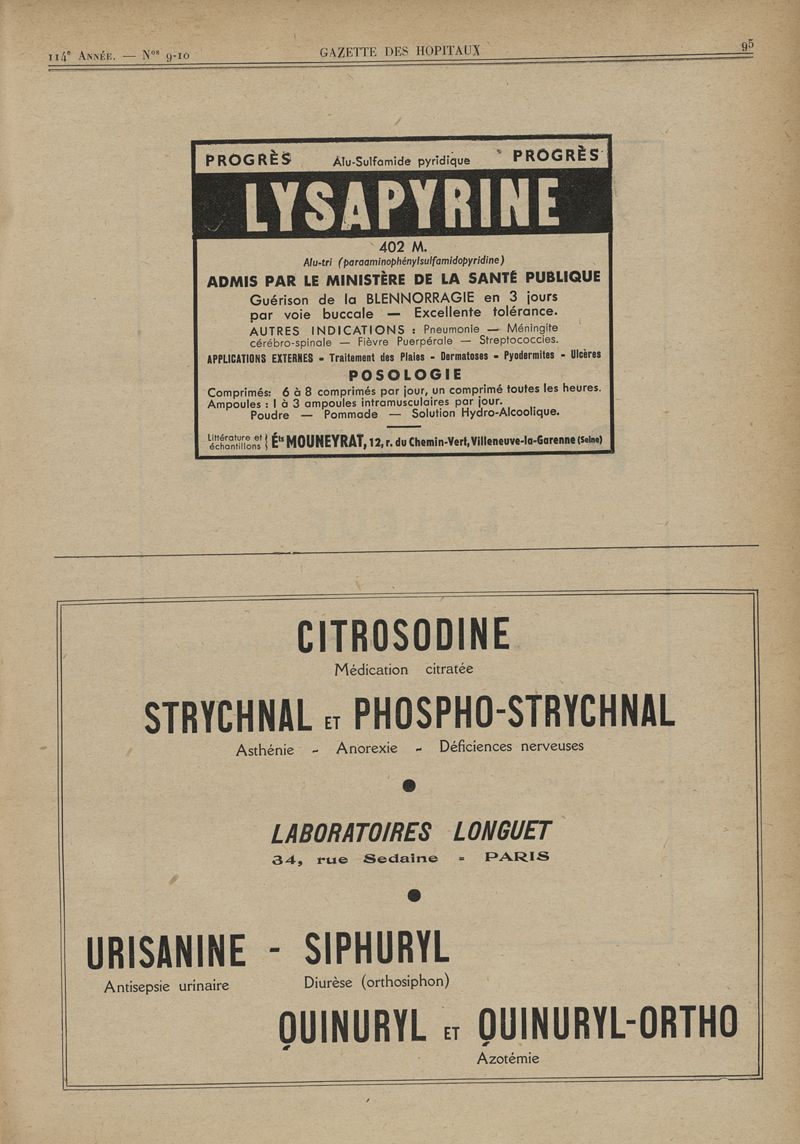 114e ANNÉE. — Nos 9-10
GAZETTE DES HOPITAUX
95
PROGRÈS Alu-Sulfamide pyridique PROGRÈS
LYSAPYRINE
402 M.
Alu-tri (paraaminophénylsulfamidopyridine)
ADMIS PAR LE MINISTÈRE DE LA SANTÉ PUBLIQUE
Guérison de la BLENNORRAGIE en 3 jours
par voie buccale — Excellente tolérance.
AUTRES INDICATIONS : Pneumonie — Méningite
cérébro-spinale — Fièvre Puerpérale — Streptococcies.
APPLICATIONS EXTERNES - Traitement des Plaies - Dermatoses - Pyodermites - Ulcères
POSOLOGIE
Comprimés: 6 à 8 comprimés par jour, un comprimé toutes les heures.
Ampoules : 1 à 3 ampoules intramusculaires par jour.
Poudre — Pommade — Solution Hydro-Alcoolique.
Littérature et
échantillons
Éts MOUNEYRAT, 12, r. du Chemin-Vert, Villeneuve-la-Garenne (Seine)
CITROSODINE
Médication citratée
STRYCHNAL ET PHOSPHO-STRYCHNAL
Asthénie - Anorexie - Déficiences nerveuses
LABORATOIRES LONGUET
34, rue Sedaine - PARIS
URISANINE - SIPHURYL
Antisepsie urinaire Diurèse (orthosiphon)
QUINURYL ET QUINURYL-ORTHO
Azotémie